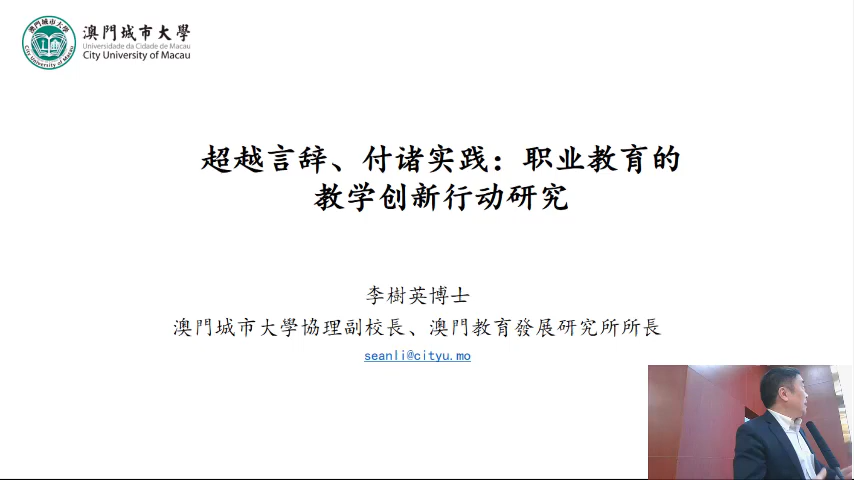 澳門城市大學
Universidade da Cidade de Macau
City University of Macau
超越言辞、付诸实践：职业教育的
教学创新行动研究
李樹英博士
澳門城市大學協理副校長、澳門教育發展研究所所長
seanli@cityu.mo